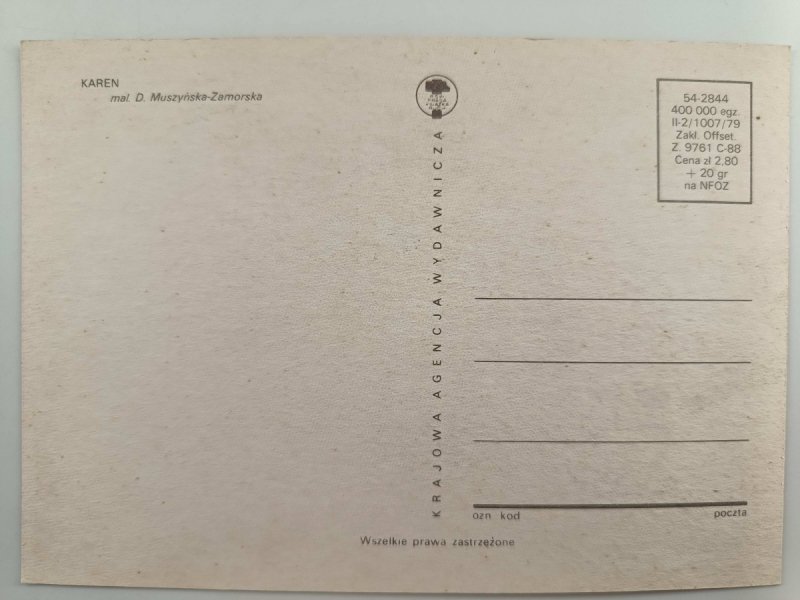 KAREN
mal. D. Muszyńska-Zamorska
KRAJOWA AGENCJA WYDAWNICZA
54-2844
400 000 egz.
II-2/1007/79
Zakł. Offset.
Z. 9761 C-88
Cena zł 2,80
+ 20 gr
na NFOZ
ozn kod
poczta
Wszelkie prawa zastrzeżone